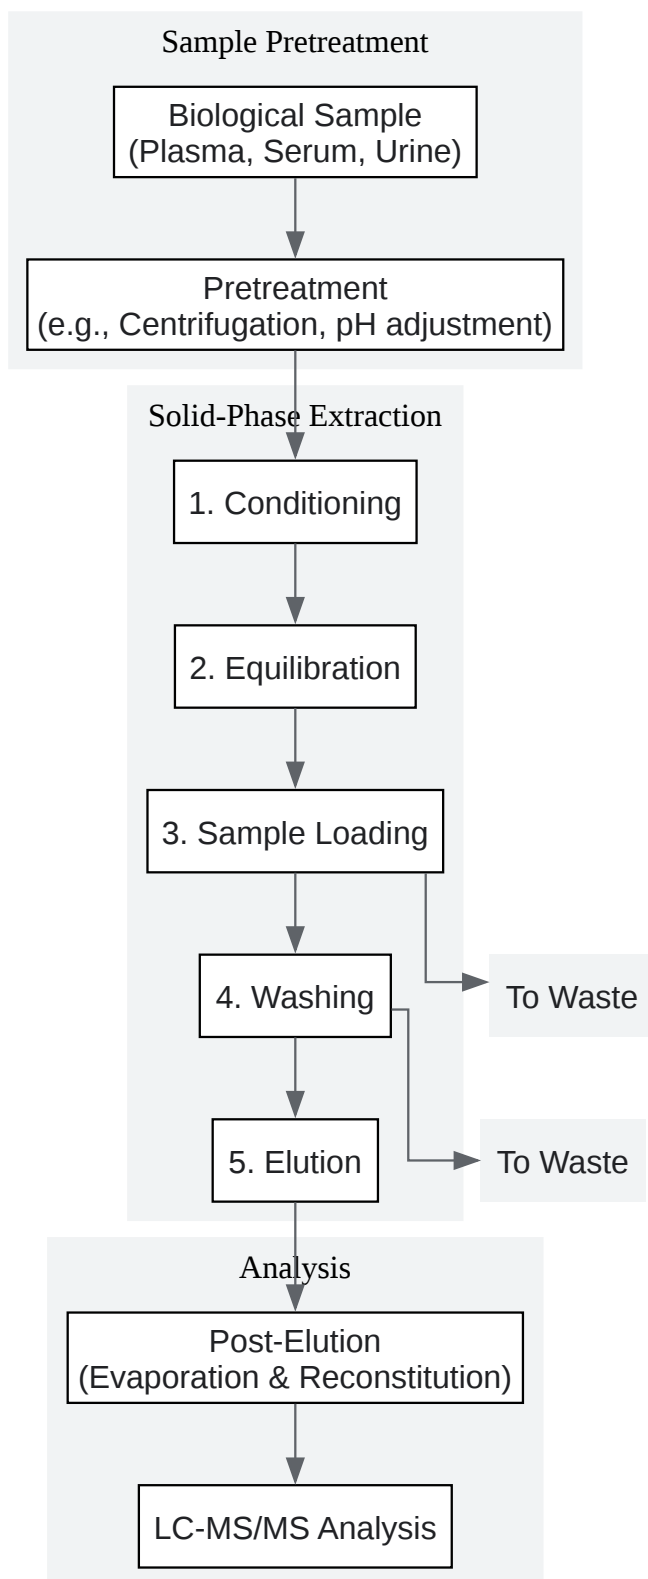 Sample Pretreatment
Biological Sample
(Plasma, Serum, Urine)
Pretreatment
(e.g., Centrifugation, pH adjustment)
Solid-Phase Extraction
1. Conditioning
2. Equilibration
3. Sample Loading
4. Washing
To Waste
5. Elution
To Waste
Analysis
Post-Elution
(Evaporation & Reconstitution)
LC-MS/MS Analysis